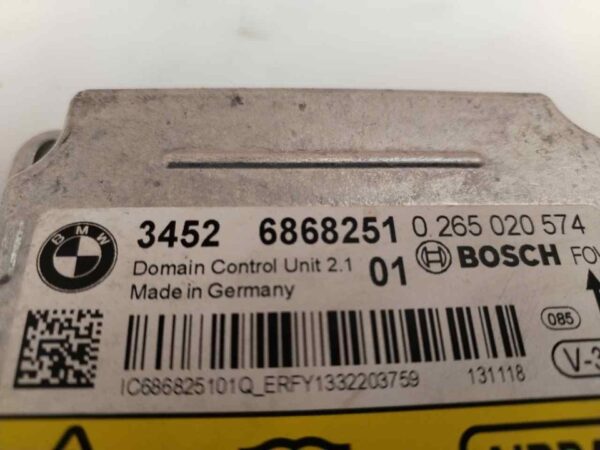 BMW
3452 6868251 0 265 020 574
Domain Control Unit 2.1 01 BOSCH
Made in Germany
085
IC686825101Q_ERFY1332203759 131118